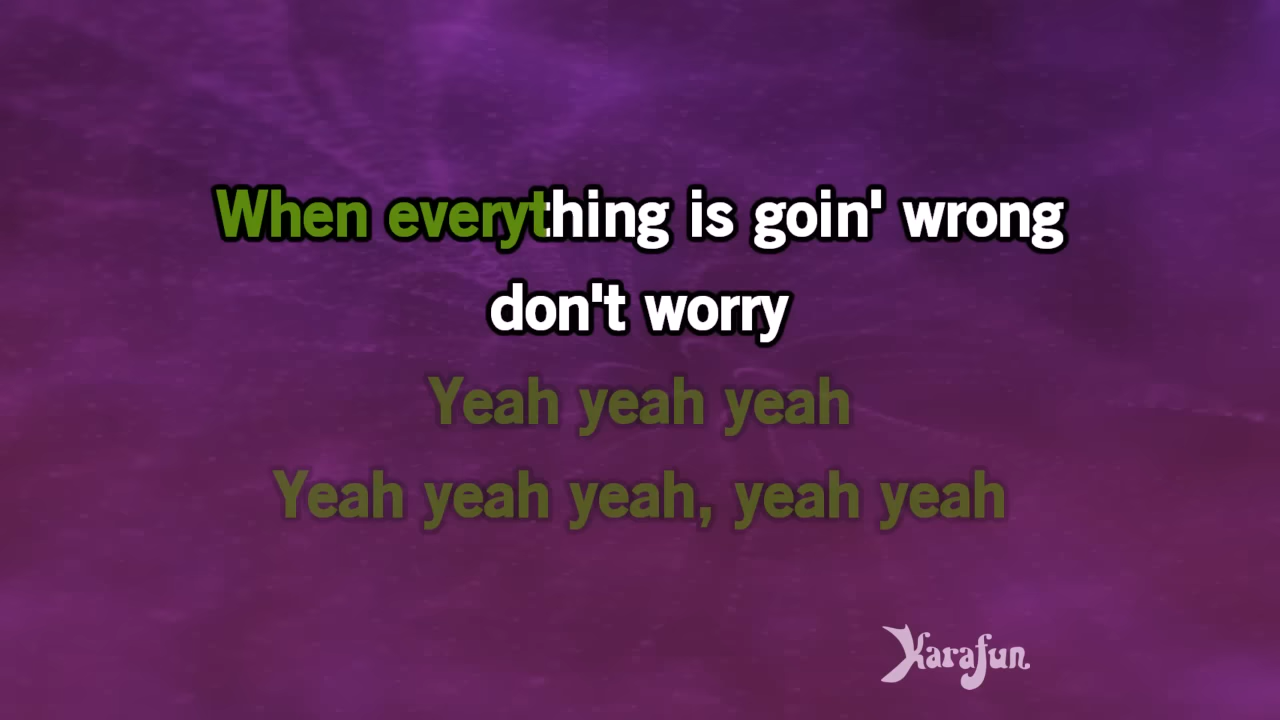 When everything is goin' wrong
don't worry
Yeah yeah yeah
Yeah yeah yeah, yeah yeah
Karafun